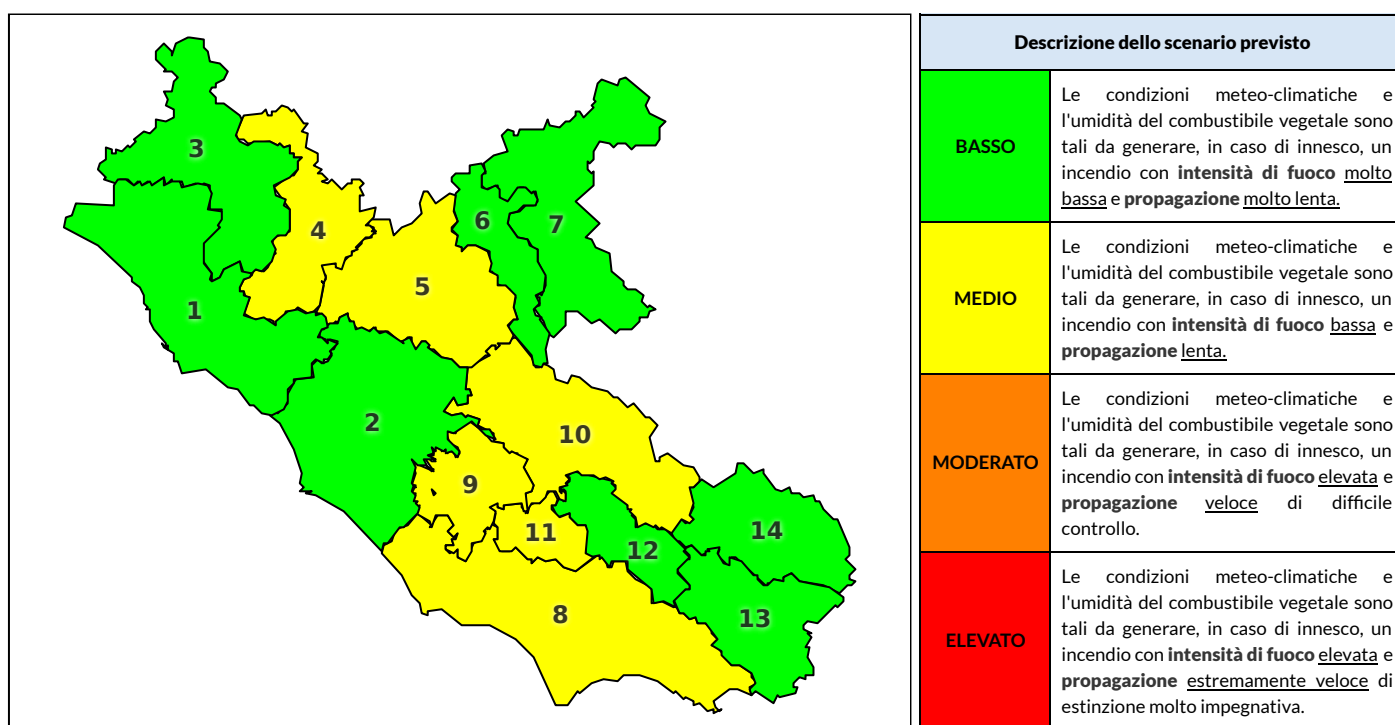 3
4
6
7
5
1
2
10
9
11
12
14
8
13
Descrizione dello scenario previsto
BASSO
Le condizioni meteo-climatiche e
l'umidità del combustibile vegetale sono
tali da generare, in caso di innesco, un
incendio con intensità di fuoco molto
bassa e propagazione molto lenta.
MEDIO
Le condizioni meteo-climatiche e
l'umidità del combustibile vegetale sono
tali da generare, in caso di innesco, un
incendio con intensità di fuoco bassa e
propagazione lenta.
MODERATO
Le condizioni meteo-climatiche e
l'umidità del combustibile vegetale sono
tali da generare, in caso di innesco, un
incendio con intensità di fuoco elevata e
propagazione veloce di difficile
controllo.
ELEVATO
Le condizioni meteo-climatiche e
l'umidità del combustibile vegetale sono
tali da generare, in caso di innesco, un
incendio con intensità di fuoco elevata e
propagazione estremamente veloce di
estinzione molto impegnativa.